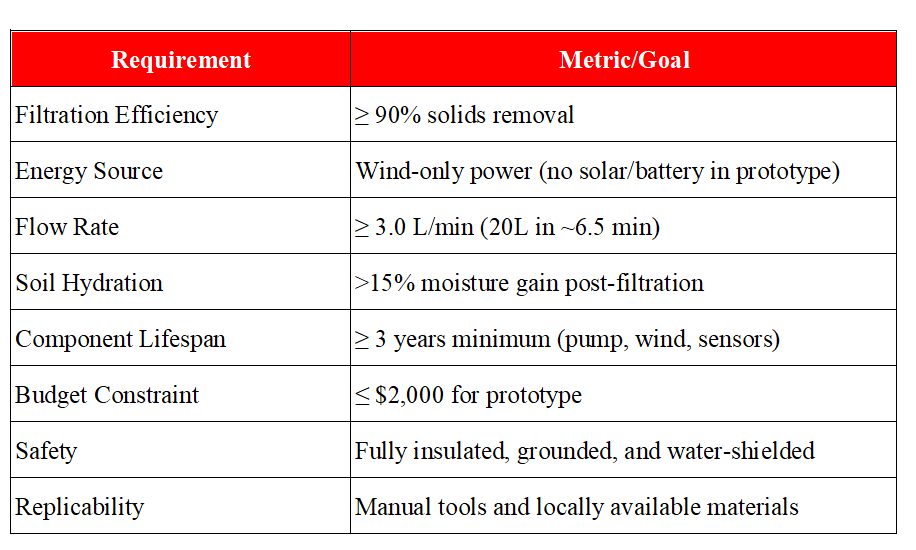 Requirement Metric/Goal
Filtration Efficiency ≥ 90% solids removal
Energy Source Wind-only power (no solar/battery in prototype)
Flow Rate ≥ 3.0 L/min (20L in ~6.5 min)
Soil Hydration >15% moisture gain post-filtration
Component Lifespan ≥ 3 years minimum (pump, wind, sensors)
Budget Constraint ≤ $2,000 for prototype
Safety Fully insulated, grounded, and water-shielded
Replicability Manual tools and locally available materials